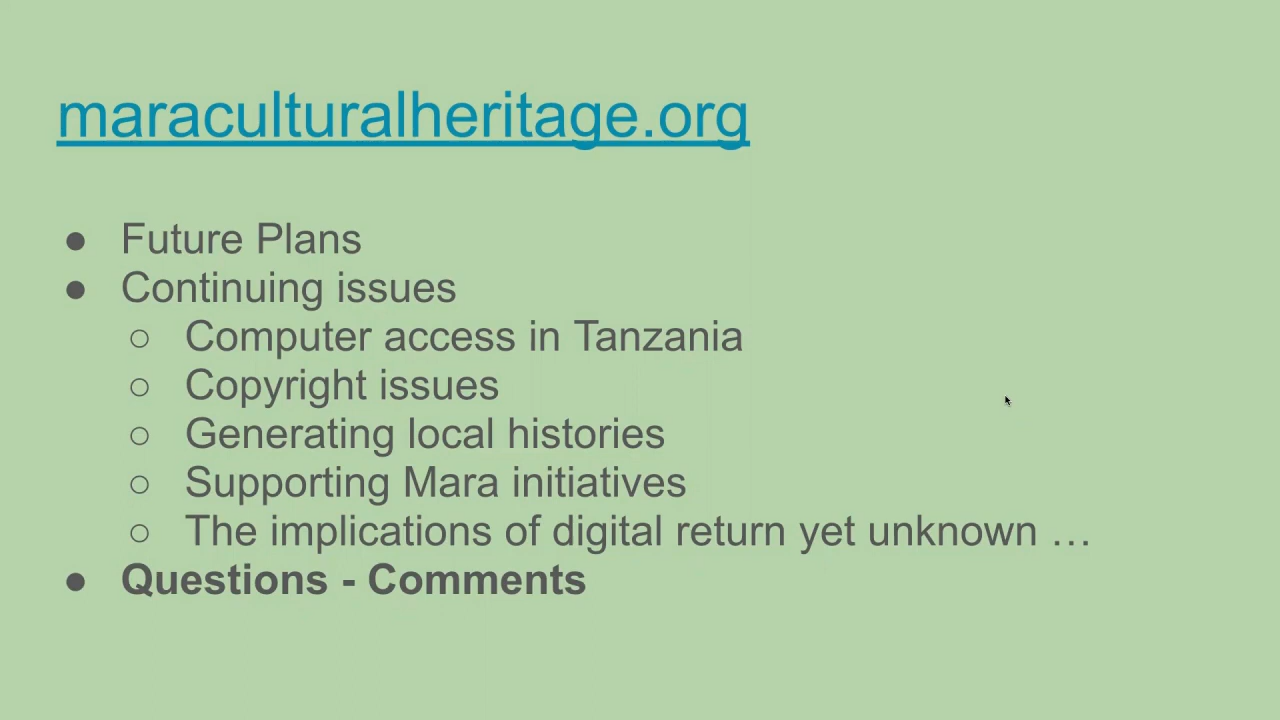 maraculturalheritage.org
● Future Plans
● Continuing issues
○ Computer access in Tanzania
○ Copyright issues
○ Generating local histories
○ Supporting Mara initiatives
○ The implications of digital return yet unknown …
● Questions - Comments